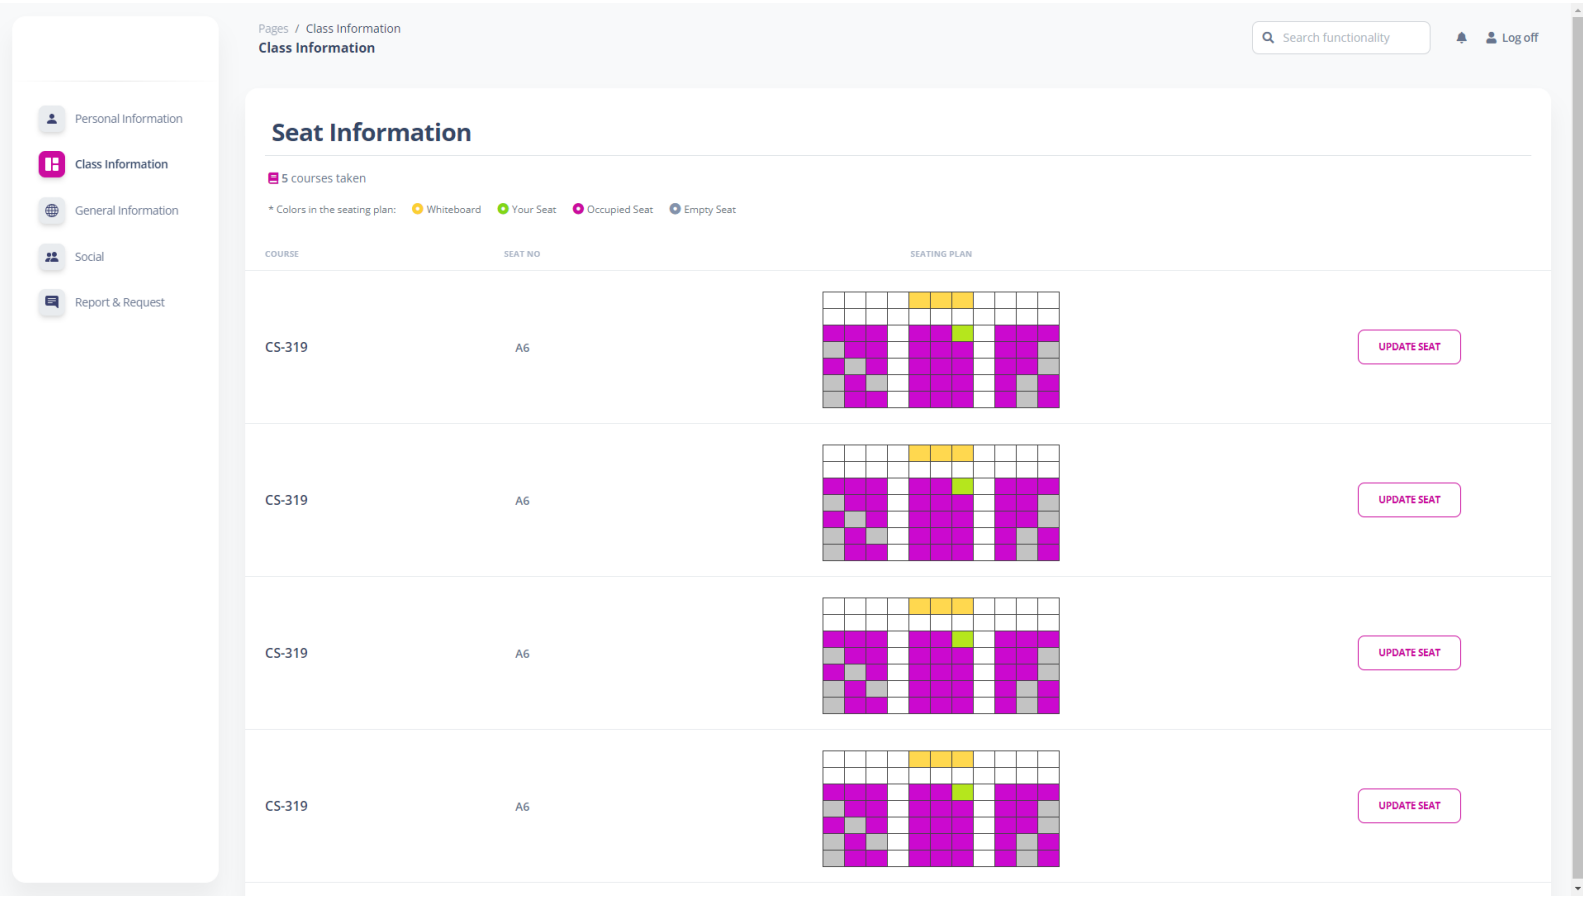 Pages / Class Information
Class Information
Search functionality
Log off
Personal Information
Class Information
General Information
Social
Report & Request
Seat Information
5 courses taken
* Colors in the seating plan: Whiteboard Your Seat Occupied Seat Empty Seat
COURSE SEAT NO SEATING PLAN
CS-319 A6 UPDATE SEAT
CS-319 A6 UPDATE SEAT
CS-319 A6 UPDATE SEAT
CS-319 A6 UPDATE SEAT